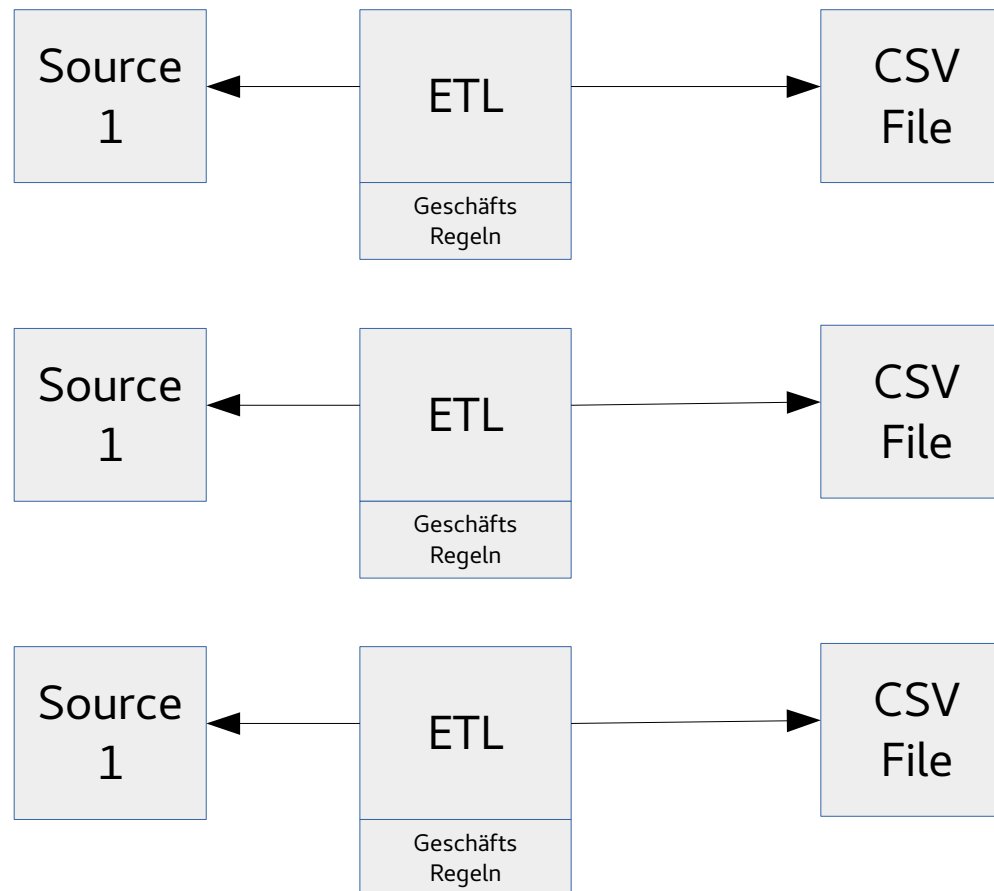 Source
1
ETL
CSV
File
Geschäfts
Regeln
Source
1
ETL
CSV
File
Geschäfts
Regeln
Source
1
ETL
CSV
File
Geschäfts
Regeln